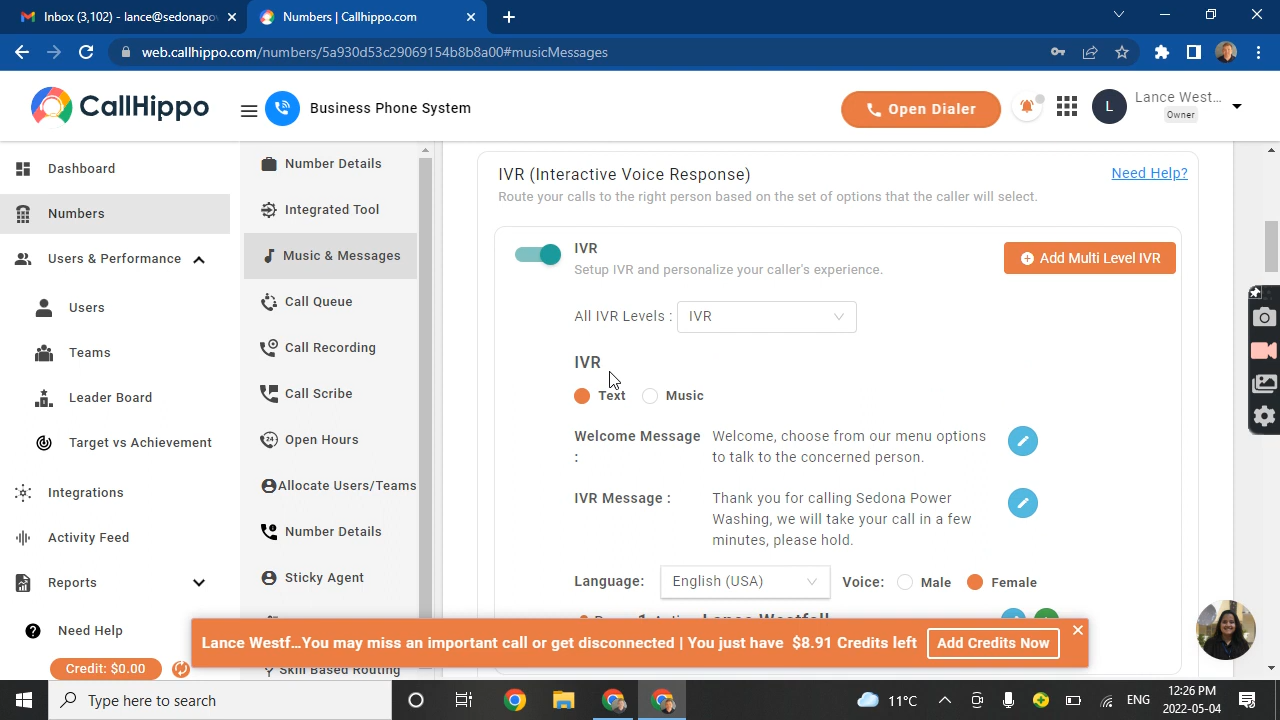 Inbox (3,102) - lance@sedonapo
Numbers | Callhippo.com
web.callhippo.com/numbers/5a930d53c29069154b8b8a00#musicMessages
CallHippo
Business Phone System
Open Dialer
L
Lance West...
Owner
Dashboard
Numbers
Users & Performance
Users
Teams
Leader Board
Target vs Achievement
Integrations
Activity Feed
Reports
Need Help
Credit: $0.00
Number Details
Integrated Tool
Music & Messages
Call Queue
Call Recording
Call Scribe
Open Hours
Allocate Users/Teams
Number Details
Sticky Agent
Skill Based Routing
IVR (Interactive Voice Response)
Need Help?
Route your calls to the right person based on the set of options that the caller will select.
IVR
Setup IVR and personalize your caller's experience.
Add Multi Level IVR
All IVR Levels : IVR
IVR
Text Music
Welcome Message : Welcome, choose from our menu options
to talk to the concerned person.
IVR Message : Thank you for calling Sedona Power
Washing, we will take your call in a few
minutes, please hold.
Language: English (USA) Voice: Male Female
Lance Westf...You may miss an important call or get disconnected | You just have $8.91 Credits left Add Credits Now
Type here to search
11°C
ENG
12:26 PM
2022-05-04